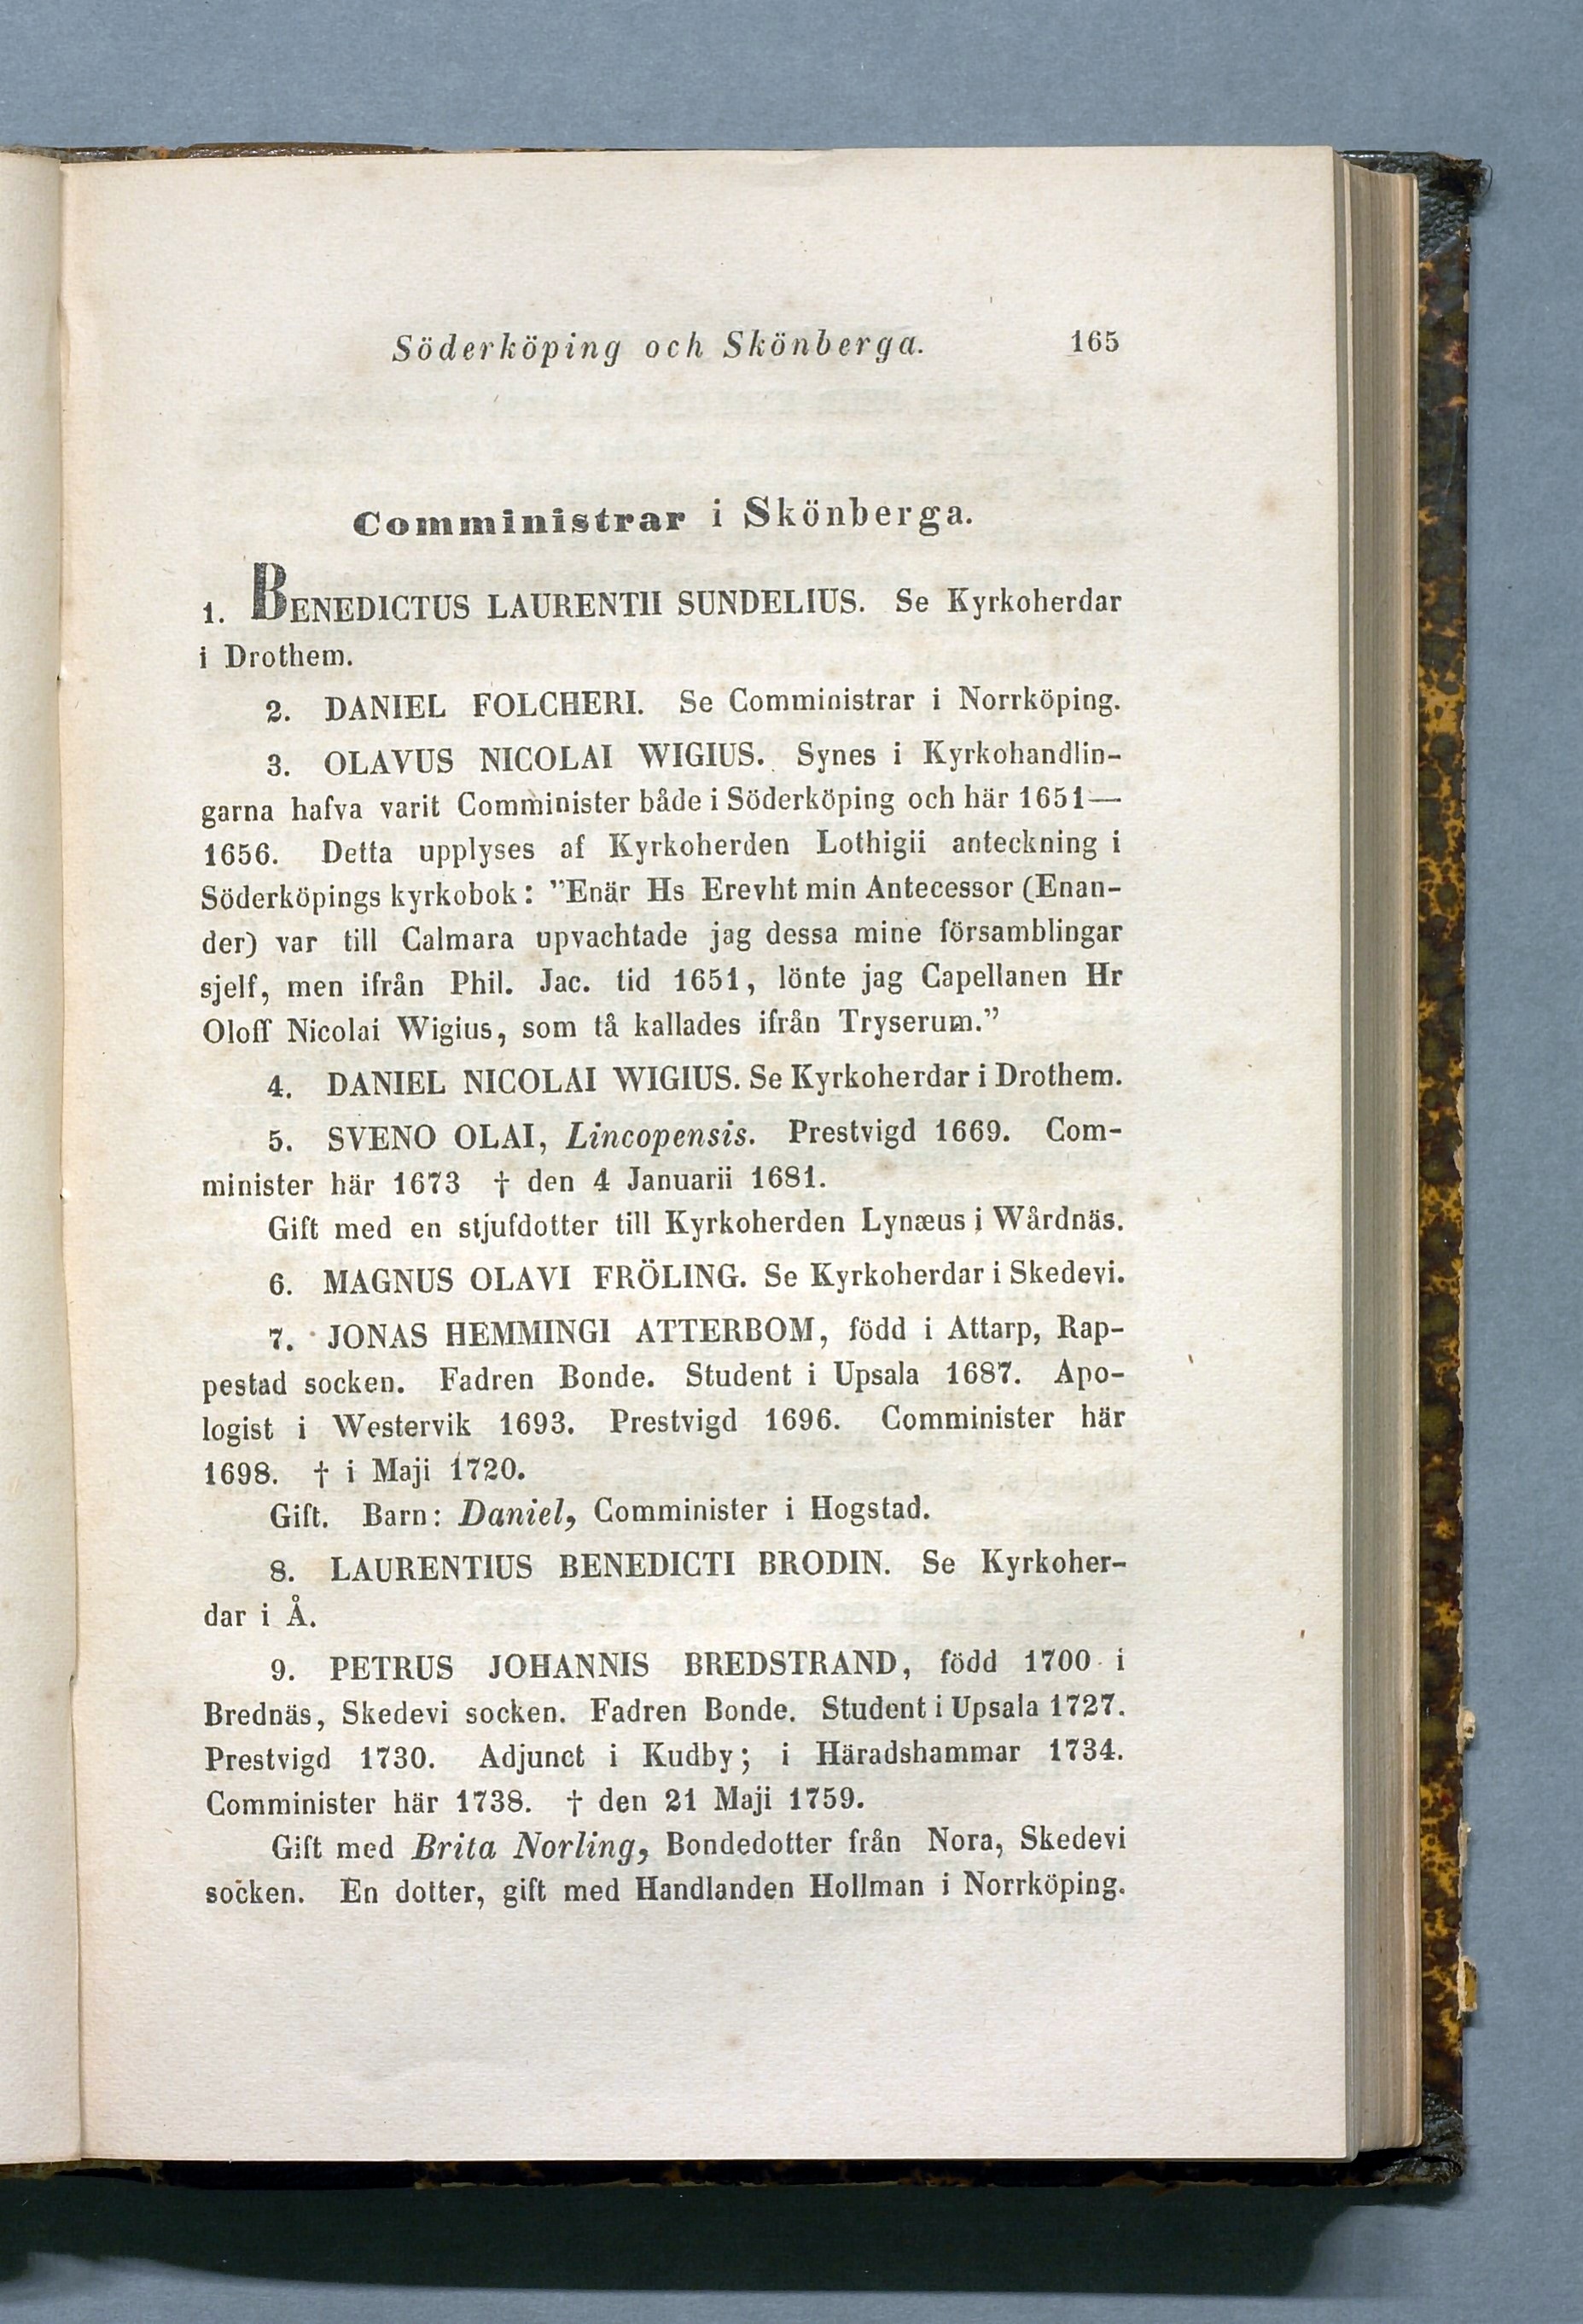 Söderköping och Skönberga. 165
Comministrar i Skönberga.
1. BENEDICTUS LAURENTII SUNDELIUS. Se Kyrkoherdar
i Drothem.
2. DANIEL FOLCHERI. Se Comministrar i Norrköping.
3. OLAVUS NICOLAI WIGIUS. Synes i Kyrkohandlin-
garna hafva varit Comminister både i Söderköping och här 1651—
1656. Detta upplyses af Kyrkoherden Lothigii anteckning i
Söderköpings kyrkobok: ”Enär Hs Erevht min Antecessor (Enan-
der) var till Calmara upvachtade jag dessa mine församblingar
sjelf, men ifrån Phil. Jac. tid 1651, lönte jag Capellanen Hr
Oloff Nicolai Wigius, som tå kallades ifrån Tryserum.”
4. DANIEL NICOLAI WIGIUS. Se Kyrkoherdar i Drothem.
5. SVENO OLAI, Lincopensis. Prestvigd 1669. Com-
minister här 1673 † den 4 Januarii 1681.
Gift med en stjufdotter till Kyrkoherden Lynæus i Wårdnäs.
6. MAGNUS OLAVI FRÖLING. Se Kyrkoherdar i Skedevi.
7. JONAS HEMMINGI ATTERBOM, född i Attarp, Rap-
pestad socken. Fadren Bonde. Student i Upsala 1687. Apo-
logist i Westervik 1693. Prestvigd 1696. Comminister här
1698. † i Maji 1720.
Gift. Barn: Daniel, Comminister i Hogstad.
8. LAURENTIUS BENEDICTI BRODIN. Se Kyrkoher-
dar i Å.
9. PETRUS JOHANNIS BREDSTRAND, född 1700 i
Brednäs, Skedevi socken. Fadren Bonde. Student i Upsala 1727.
Prestvigd 1730. Adjunct i Kudby; i Häradshammar 1734.
Comminister här 1738. † den 21 Maji 1759.
Gift med Brita Norling, Bondedotter från Nora, Skedevi
socken. En dotter, gift med Handlanden Hollman i Norrköping.